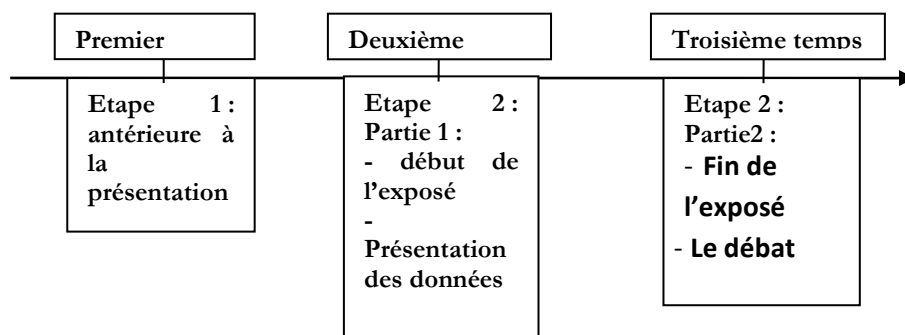 Premier
Deuxième
Troisième temps
Etape 1 :
antérieure à
la
présentation
Etape 2 :
Partie 1 :
- début de
l’exposé
-
Présentation
des données
Etape 2 :
Partie2 :
- Fin de
l’exposé
- Le débat